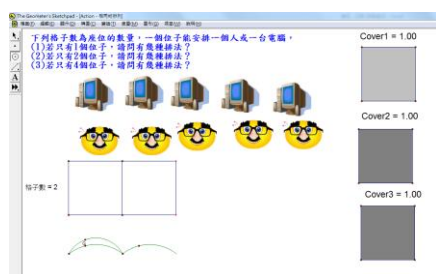 The Geometer's Sketchpad
下列格子數為座位的數量，一個位子能安排一個人或一台電腦，
(1)若只有1個位子，請問有幾種排法？
(2)若只有2個位子，請問有幾種排法？
(3)若只有4個位子，請問有幾種排法？
Cover1 = 1.00
Cover2 = 1.00
格子數 = 2
Cover3 = 1.00
A